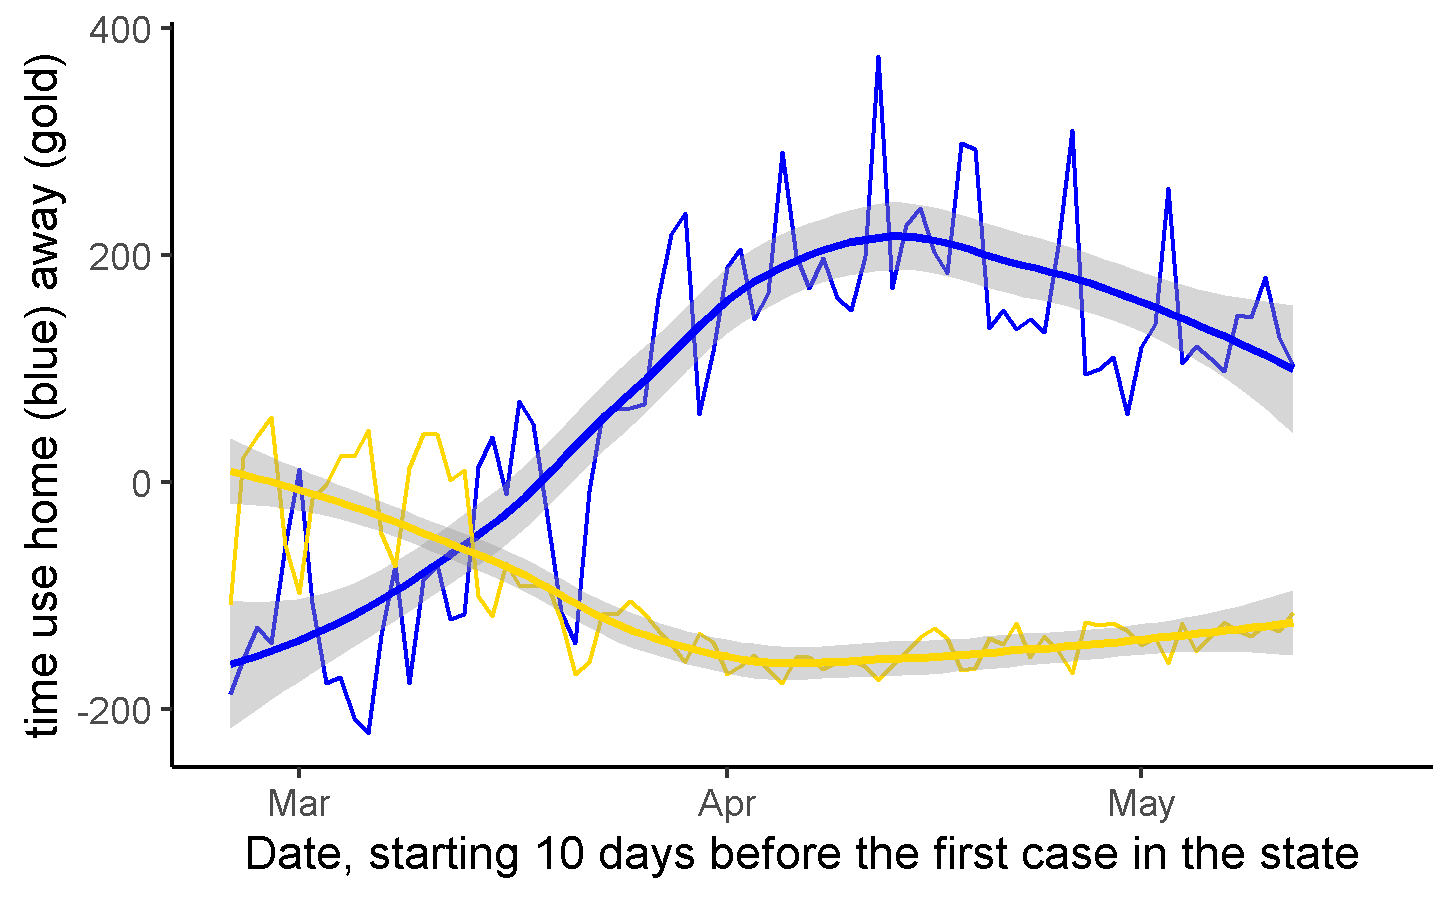 time use home (blue) away (gold)
400
200
0
-200
Mar
Apr
May
Date, starting 10 days before the first case in the state